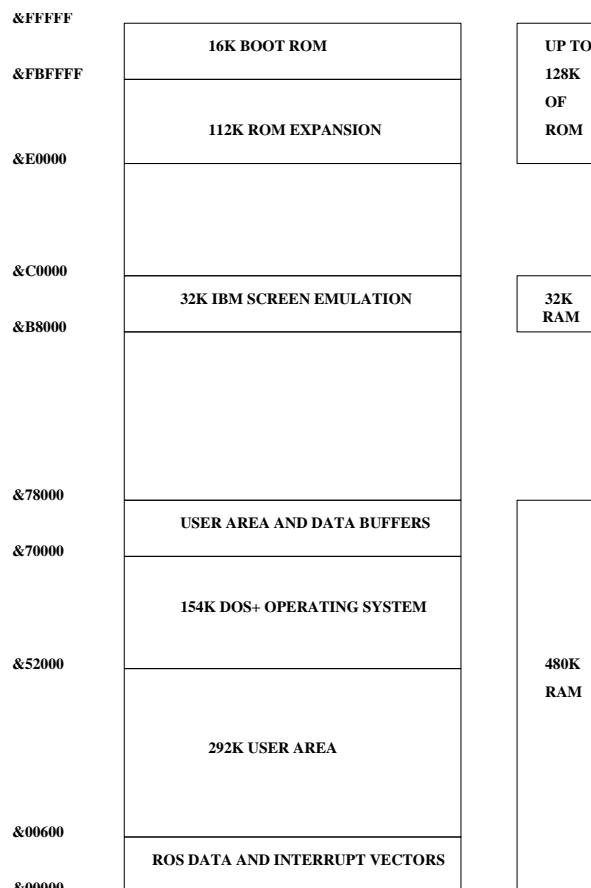 &FFFFF
16K BOOT ROM
UP TO
&FBFFFF
128K
OF
112K ROM EXPANSION
ROM
&E0000
&C0000
32K IBM SCREEN EMULATION
32K
RAM
&B8000
&78000
USER AREA AND DATA BUFFERS
&70000
154K DOS+ OPERATING SYSTEM
&52000
480K
RAM
292K USER AREA
&00600
ROS DATA AND INTERRUPT VECTORS
&00000